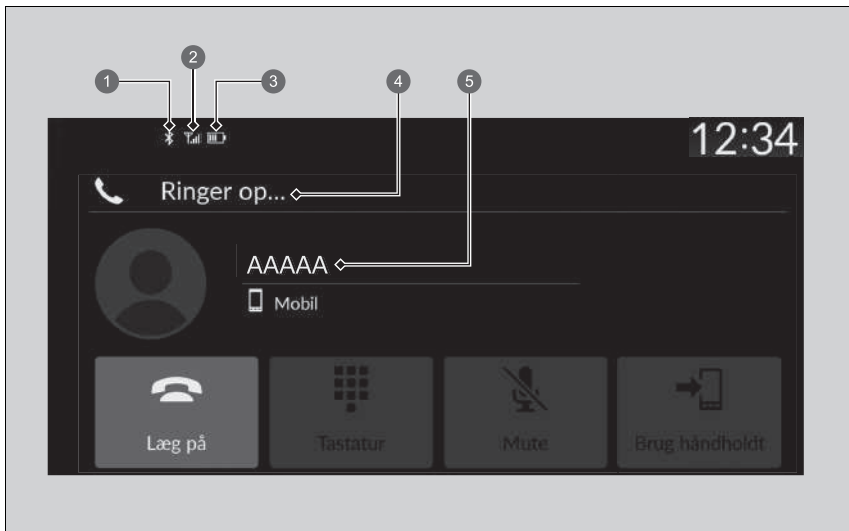 1 2 3 4 5
12:34
Ringer op...
AAAAA
Mobil
Læg på
Tastatur
Mute
Brug håndholdt